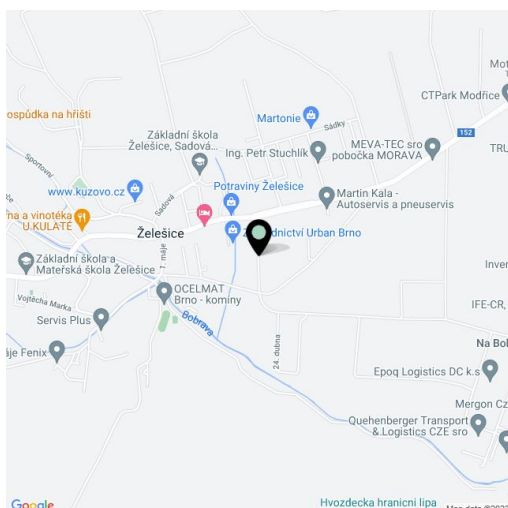 Mot
CTPark Modřice
ospůdka na hřišti
Martonie
Sádky
152
Základní škola
Želešice, Sadová...
Ing. Petr Stuchlík
MEVA-TEC sro
pobočka MORAVA
TRU
Sportovní
www.kuzovo.cz
Sadová
Potraviny Želešice
Martin Kala -
Autoservis a pneuservis
na a vinotéka
U.KULATÉ
Želešice
dnictví Urban Brno
1. máje
Základní škola a
Mateřská škola Želešice
Inver
Vojtěcha Marka
OCELMAT
Brno - komíny
IFE-CR,
Servis Plus
Bobrava
24. dubna
Na Bol
áje Fenix
Epoq Logistics DC k.s
Mergon Cz
Quehenberger Transport
& Logistics CZE sro
Google
Hvozdecka hranicni lipa